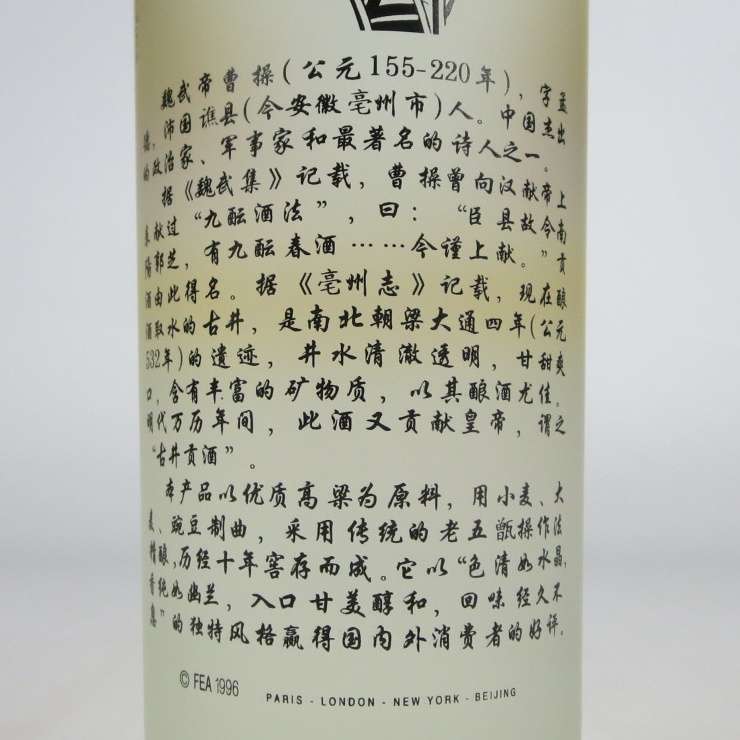 魏武帝曹操(公元155-220年),字孟
德,沛国谯县(今安徽亳州市)人。中国杰出
的政治家、军事家和最著名的诗人之一。
据《魏武集》记载,曹操曾向汉献帝上
表献过“九酝酒法”,曰:“臣县故令南
阳郭芝,有九酝春酒……今谨上献。”贡
酒由此得名。据《亳州志》记载,现在酿
酒取水的古井,是南北朝梁大通四年(公元
532年)的遗迹,井水清澈透明,甘甜爽
口,含有丰富的矿物质,以其酿酒尤佳。
明代万历年间,此酒又贡献皇帝,谓之
“古井贡酒”。
本产品以优质高粱为原料,用小麦、大
麦、豌豆制曲,采用传统的老五甑操作法
精酿,历经十年窖存而成。它以“色清如水晶,
香纯如幽兰,入口甘美醇和,回味经久不
息”的独特风格赢得国内外消费者的好评。
© FEA 1996
PARIS - LONDON - NEW YORK - BEIJING